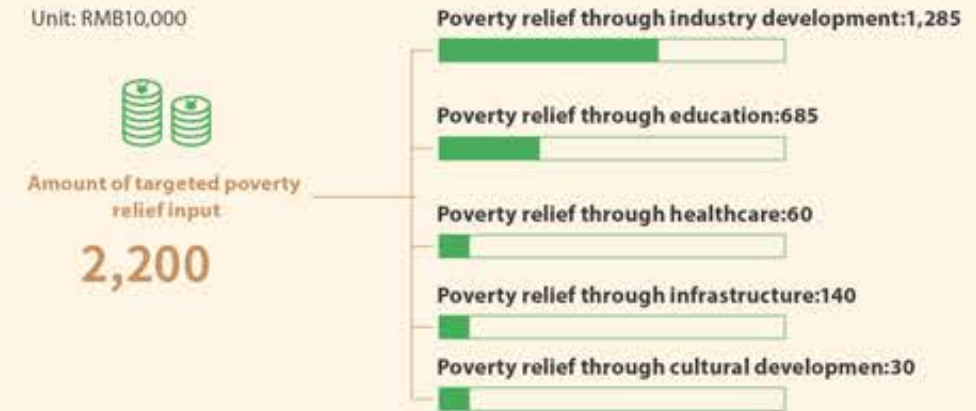 Unit: RMB10,000
Amount of targeted poverty
relief input
2,200
Poverty relief through industry development:1,285
Poverty relief through education:685
Poverty relief through healthcare:60
Poverty relief through infrastructure:140
Poverty relief through cultural developmen:30